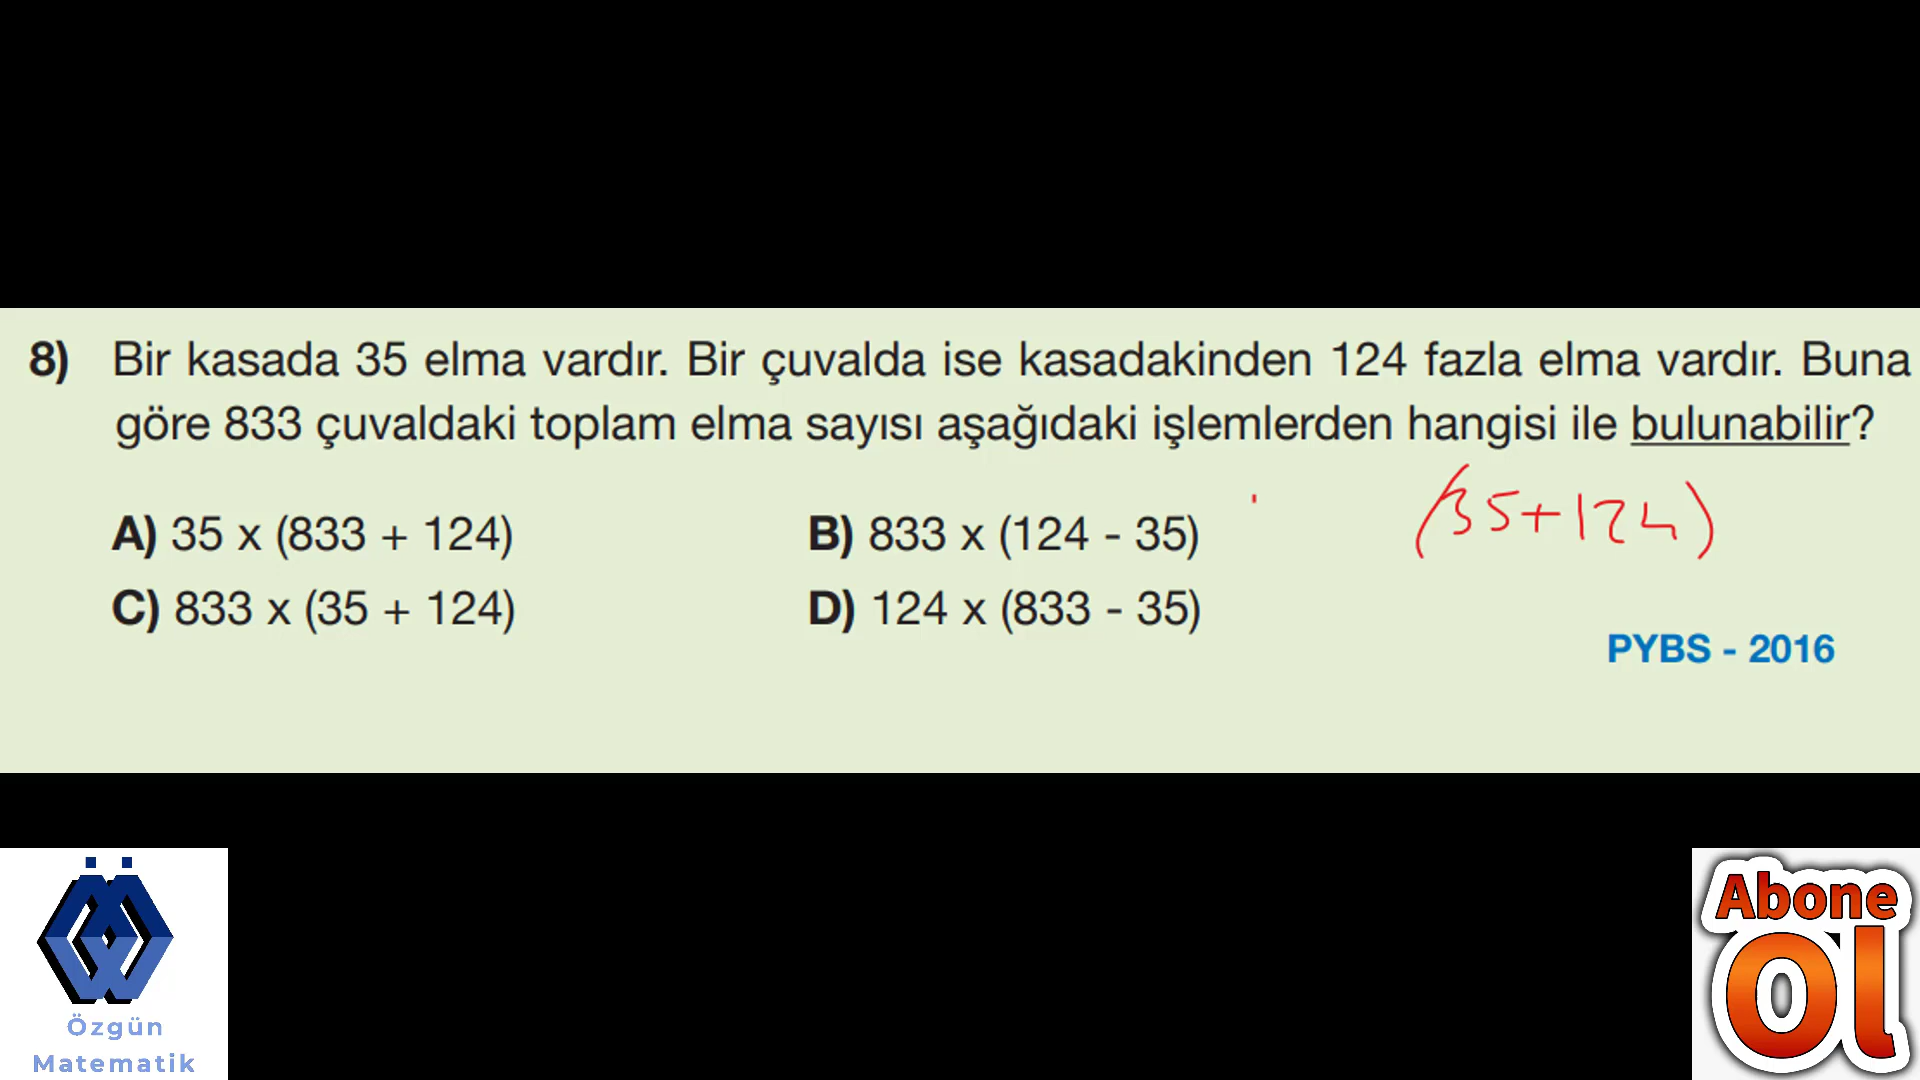 8) Bir kasada 35 elma vardır. Bir çuvalda ise kasadakinden 124 fazla elma vardır. Buna
göre 833 çuvaldaki toplam elma sayısı aşağıdaki işlemlerden hangisi ile bulunabilir?
(35+124)
A) 35 x (833 + 124) B) 833 x (124 - 35)
C) 833 x (35 + 124) D) 124 x (833 - 35)
PYBS - 2016
Özgün
Matematik
Abone
Ol